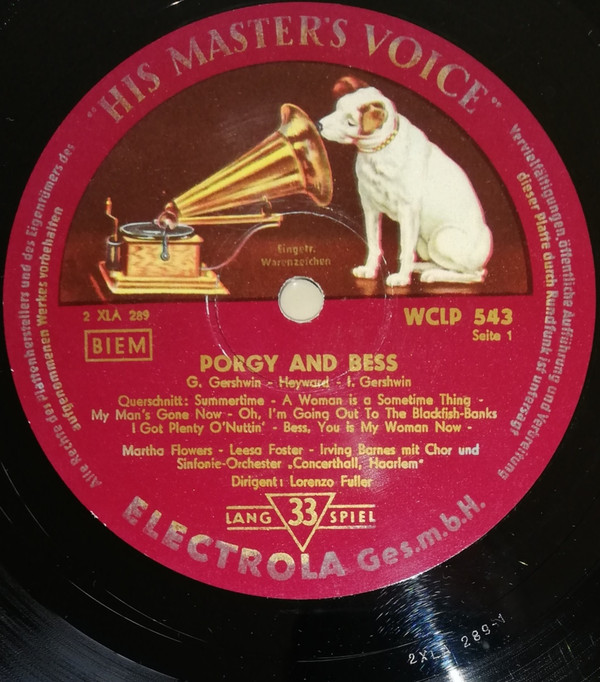 "HIS MASTER'S VOICE"
Eingetr.
Warenzeichen
2 XLA 289
WCLP 543
Seite 1
BIEM
PORGY AND BESS
G. Gershwin - Heyward - I. Gershwin
Querschnitt: Summertime - A Woman is a Sometime Thing -
My Man's Gone Now - Oh, I'm Going Out To The Blackfish-Banks
I Got Plenty O'Nuttin' - Bess, You is My Woman Now -
Martha Flowers - Leesa Foster - Irving Barnes mit Chor und
Sinfonie-Orchester „Concerthall, Haarlem"
Dirigent: Lorenzo Fuller
LANG 33 SPIEL
ELECTROLA Ges.m.b.H.
Alle Rechte des Plattenherstellers und des Eigentümers des
aufgenommenen Werkes vorbehalten
Vervielfältigungen, öffentliche Aufführung und Verbreitung
dieser Platte durch Rundfunk ist untersagt
2XLA 289-1